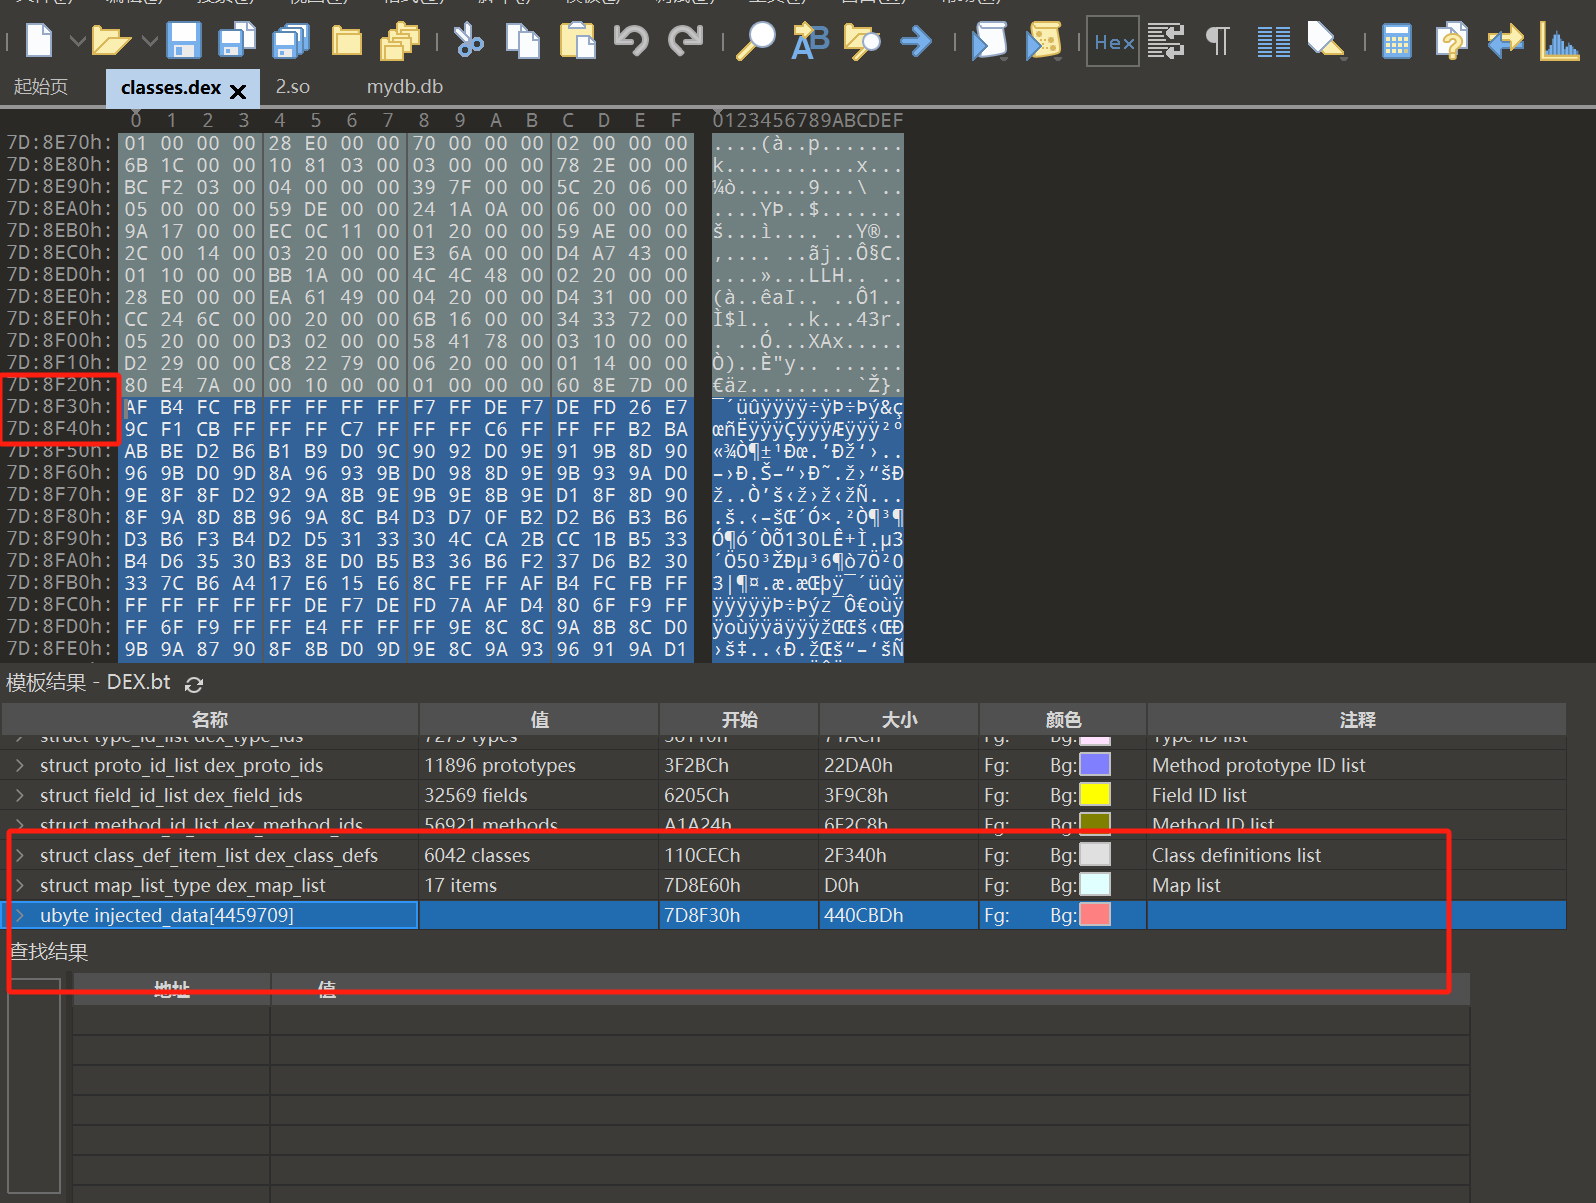 Hex
起始页 classes.dex 2.so mydb.db
0 1 2 3 4 5 6 7 8 9 A B C D E F 0123456789ABCDEF
7D:8E70h: 01 00 00 00 28 E0 00 00 70 00 00 00 02 00 00 00 ....(à..p.......
7D:8E80h: 6B 1C 00 00 10 81 03 00 03 00 00 00 78 2E 00 00 k...........x...
7D:8E90h: BC F2 03 00 04 00 00 00 39 7F 00 00 5C 20 06 00 ¼ò......9...\ ..
7D:8EA0h: 05 00 00 00 59 DE 00 00 24 1A 0A 00 06 00 00 00 ....YÞ..$.......
7D:8EB0h: 9A 17 00 00 EC 0C 11 00 01 20 00 00 59 AE 00 00 š...ì.... ..Y®..
7D:8EC0h: 2C 00 14 00 03 20 00 00 E3 6A 00 00 D4 A7 43 00 ,.... ..ãj..Ô§C.
7D:8ED0h: 01 10 00 00 BB 1A 00 00 4C 4C 48 00 02 20 00 00 ....»...LLH.. ..
7D:8EE0h: 28 E0 00 00 EA 61 49 00 04 20 00 00 D4 31 00 00 (à..êaI.. ..Ô1..
7D:8EF0h: CC 24 6C 00 00 20 00 00 6B 16 00 00 34 33 72 00 Ì$l.. ..k...43r.
7D:8F00h: 05 20 00 00 D3 02 00 00 58 41 78 00 03 10 00 00 . ..Ó...XAx.....
7D:8F10h: D2 29 00 00 C8 22 79 00 06 20 00 00 01 14 00 00 Ò)..È"y.. ......
7D:8F20h: 80 E4 7A 00 00 10 00 00 01 00 00 00 60 8E 7D 00 €äz.........`Ž}.
7D:8F30h: AF B4 FC FB FF FF FF FF F7 FF DE F7 DE FD 26 E7 ¯´üûÿÿÿÿ÷ÿÞ÷Þý&ç
7D:8F40h: 9C F1 CB FF FF FF C7 FF FF FF C6 FF FF FF B2 BA œñËÿÿÿÇÿÿÿÆÿÿÿ²º
7D:8F50h: AB BE D2 B6 B1 B9 D0 9C 90 92 D0 9E 91 9B 8D 90 «¾Ò¶±¹Ðœ.’Ðž‘›..
7D:8F60h: 96 9B D0 9D 8A 96 93 9B D0 98 8D 9E 9B 93 9A D0 –›Ð.Š–“›Ð˜.ž›“šÐ
7D:8F70h: 9E 8F 8F D2 92 9A 8B 9E 9B 9E 8B 9E D1 8F 8D 90 ž..Ò’š‹ž›ž‹žÑ...
7D:8F80h: 8F 9A 8D 8B 96 9A 8C B4 D3 D7 0F B2 D2 B6 B3 B6 .š.‹–šŒ´Ó×.²Ò¶³¶
7D:8F90h: D3 B6 F3 B4 D2 D5 31 33 30 4C CA 2B CC 1B B5 33 Ó¶ó´ÒÕ130LÊ+Ì.µ3
7D:8FA0h: B4 D6 35 30 B3 8E D0 B5 B3 36 B6 F2 37 D6 B2 30 ´Ö50³ŽÐµ³6¶ò7Ö²0
7D:8FB0h: 33 7C B6 A4 17 E6 15 E6 8C FE FF AF B4 FC FB FF 3|¶¤.æ.æŒþÿ¯´üûÿ
7D:8FC0h: FF FF FF FF FF DE F7 DE FD 7A AF D4 80 6F F9 FF ÿÿÿÿÿÞ÷Þýz¯Ô€oùÿ
7D:8FD0h: FF 6F F9 FF FF E4 FF FF FF 9E 8C 8C 9A 8B 8C D0 ÿoùÿÿäÿÿÿžŒŒš‹ŒÐ
7D:8FE0h: 9B 9A 87 90 8F 8B D0 9D 9E 8C 9A 93 96 91 9A D1 ›š‡..‹Ð.žŒš“–‘šÑ
模板结果 - DEX.bt
名称 值 开始 大小 颜色 注释
struct type_id_list dex_type_ids 7275 types 38110h 71ACh Fg: Bg: Type ID list
struct proto_id_list dex_proto_ids 11896 prototypes 3F2BCh 22DA0h Fg: Bg: Method prototype ID list
struct field_id_list dex_field_ids 32569 fields 6205Ch 3F9C8h Fg: Bg: Field ID list
struct method_id_list dex_method_ids 56921 methods A1A24h 6F2C8h Fg: Bg: Method ID list
struct class_def_item_list dex_class_defs 6042 classes 110CECh 2F340h Fg: Bg: Class definitions list
struct map_list_type dex_map_list 17 items 7D8E60h D0h Fg: Bg: Map list
ubyte injected_data[4459709] 7D8F30h 440CBDh Fg: Bg:
查找结果
地址 值